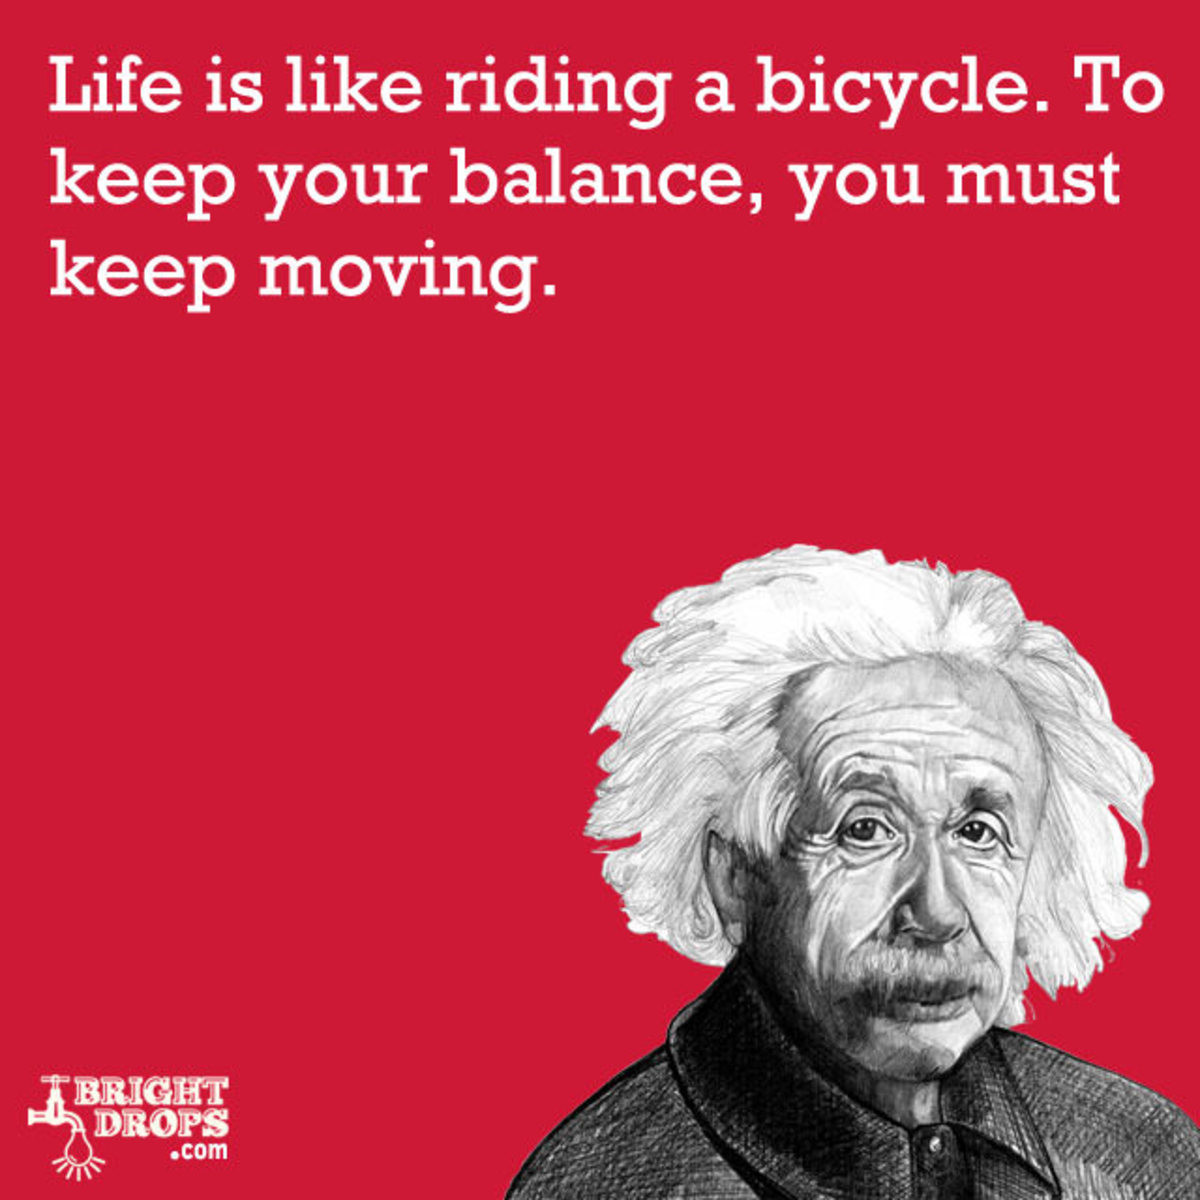 Life is like riding a bicycle. To
keep your balance, you must
keep moving.
BRIGHT
DROPS
.com